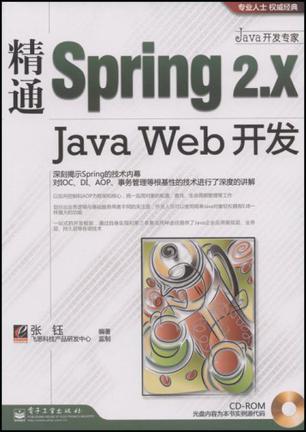 专业人士 权威经典
Java开发专家
精通
Spring 2.X
Java Web 开发
深刻揭示Spring的技术内幕
对IOC、DI、AOP、事务管理等根基性的技术进行了深度的讲解
张 钰 编著
飞思科技产品研发中心 监制
CD-ROM
光盘内容为本书实例源代码
电子工业出版社